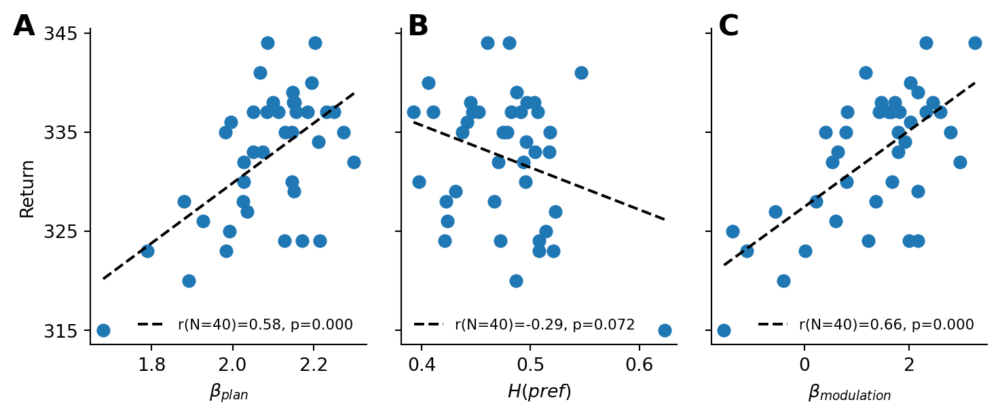 A
B
C
Return
345
335
325
315
r(N=40)=0.58, p=0.000
1.8 2.0 2.2
β_plan
r(N=40)=-0.29, p=0.072
0.4 0.5 0.6
H(pref)
r(N=40)=0.66, p=0.000
0 2
β_modulation